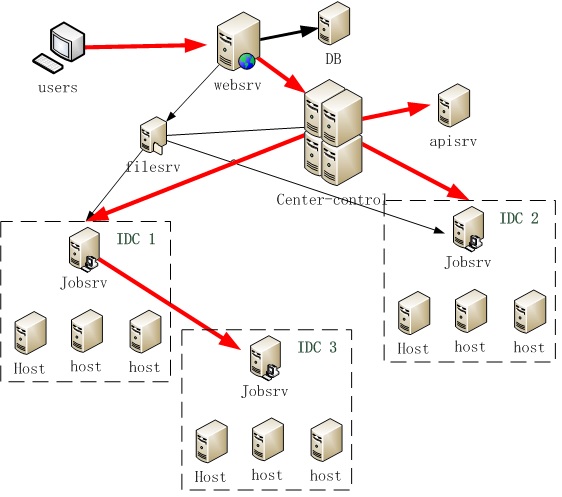 DB
users
websrv
apisrv
filesrv
Center-control
IDC 2
IDC 1
Jobsrv
Jobsrv
Host
host
host
IDC 3
Host
host
host
Jobsrv
Host
host
host